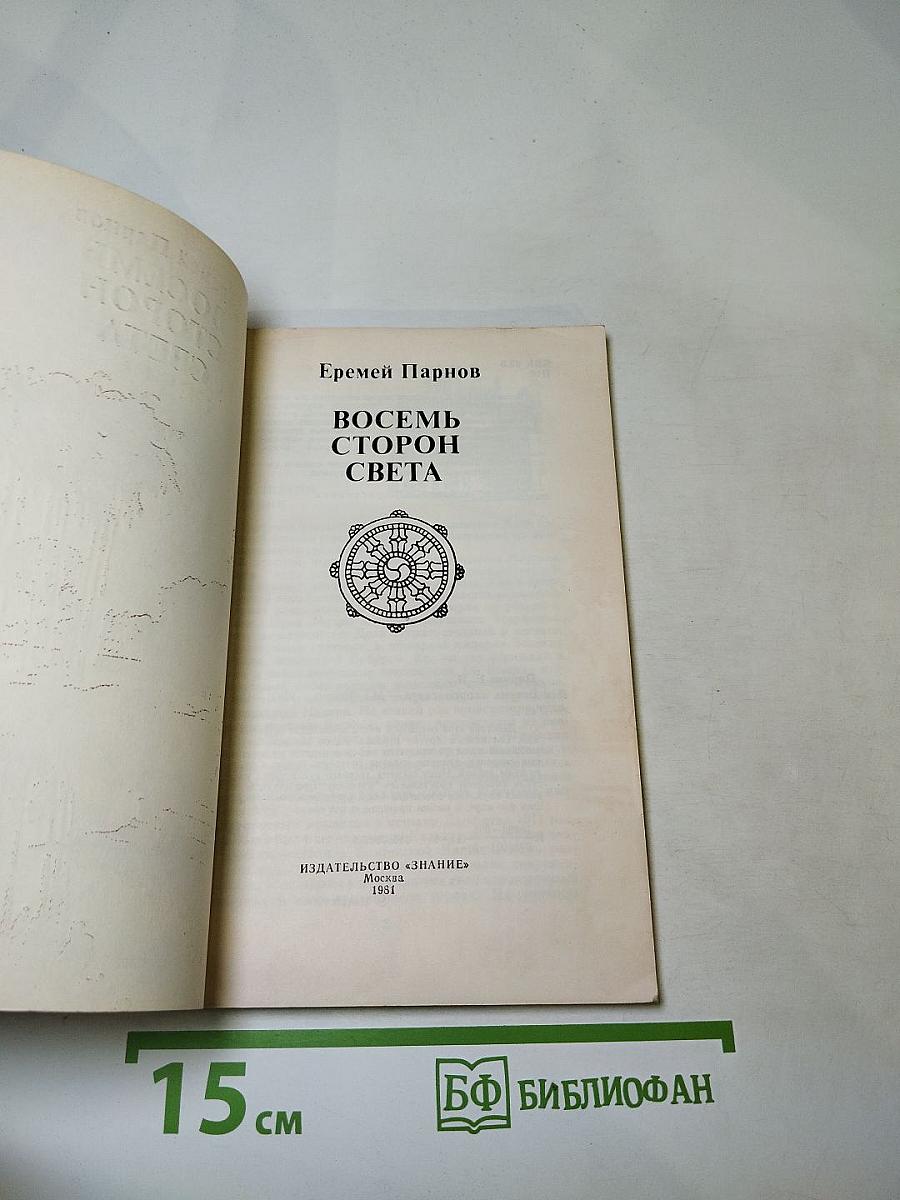 Еремей Парнов
ВОСЕМЬ
СТОРОН
СВЕТА
ИЗДАТЕЛЬСТВО «ЗНАНИЕ»
Москва
1981
15 см
БФ БИБЛИОФАН